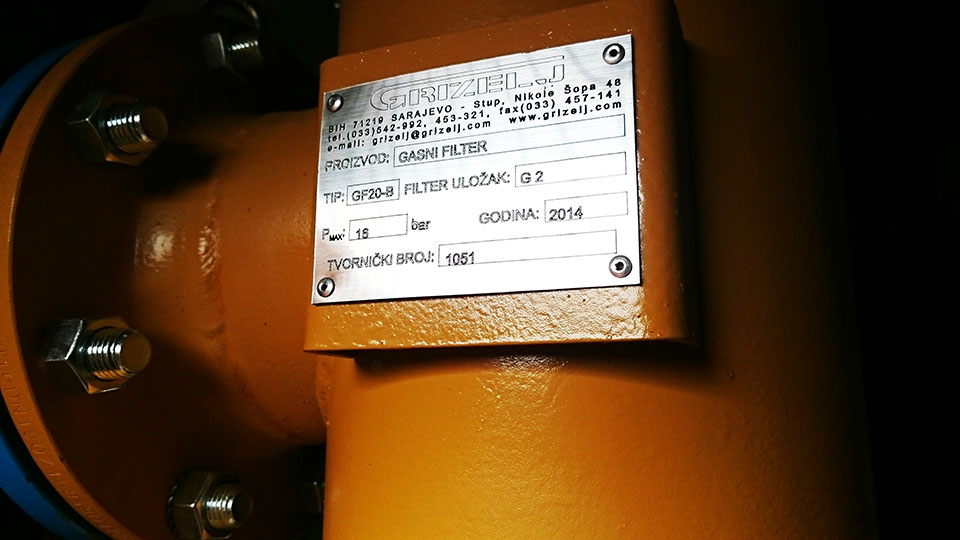 GRIZELJ
BIH 71219 SARAJEVO - Stup, Nikole Šopa 48
tel.(033)542-992, 453-321, fax(033) 457-141
e-mail: grizelj@grizelj.com www.grizelj.com
PROIZVOD: GASNI FILTER
TIP: GF20-B FILTER ULOŽAK: G 2
PMAX: 16 bar GODINA: 2014
TVORNIČKI BROJ: 1051